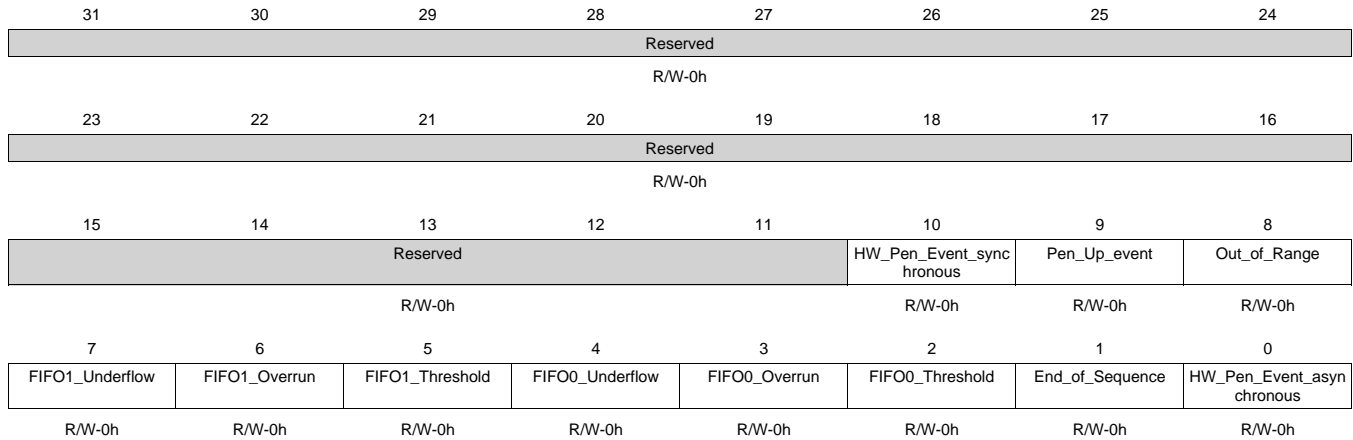 31 30 29 28 27 26 25 24
Reserved
R/W-0h
23 22 21 20 19 18 17 16
Reserved
R/W-0h
15 14 13 12 11 10 9 8
Reserved HW_Pen_Event_sync Pen_Up_event Out_of_Range
hronous
R/W-0h R/W-0h R/W-0h R/W-0h
7 6 5 4 3 2 1 0
FIFO1_Underflow FIFO1_Overrun FIFO1_Threshold FIFO0_Underflow FIFO0_Overrun FIFO0_Threshold End_of_Sequence HW_Pen_Event_asyn
chronous
R/W-0h R/W-0h R/W-0h R/W-0h R/W-0h R/W-0h R/W-0h R/W-0h